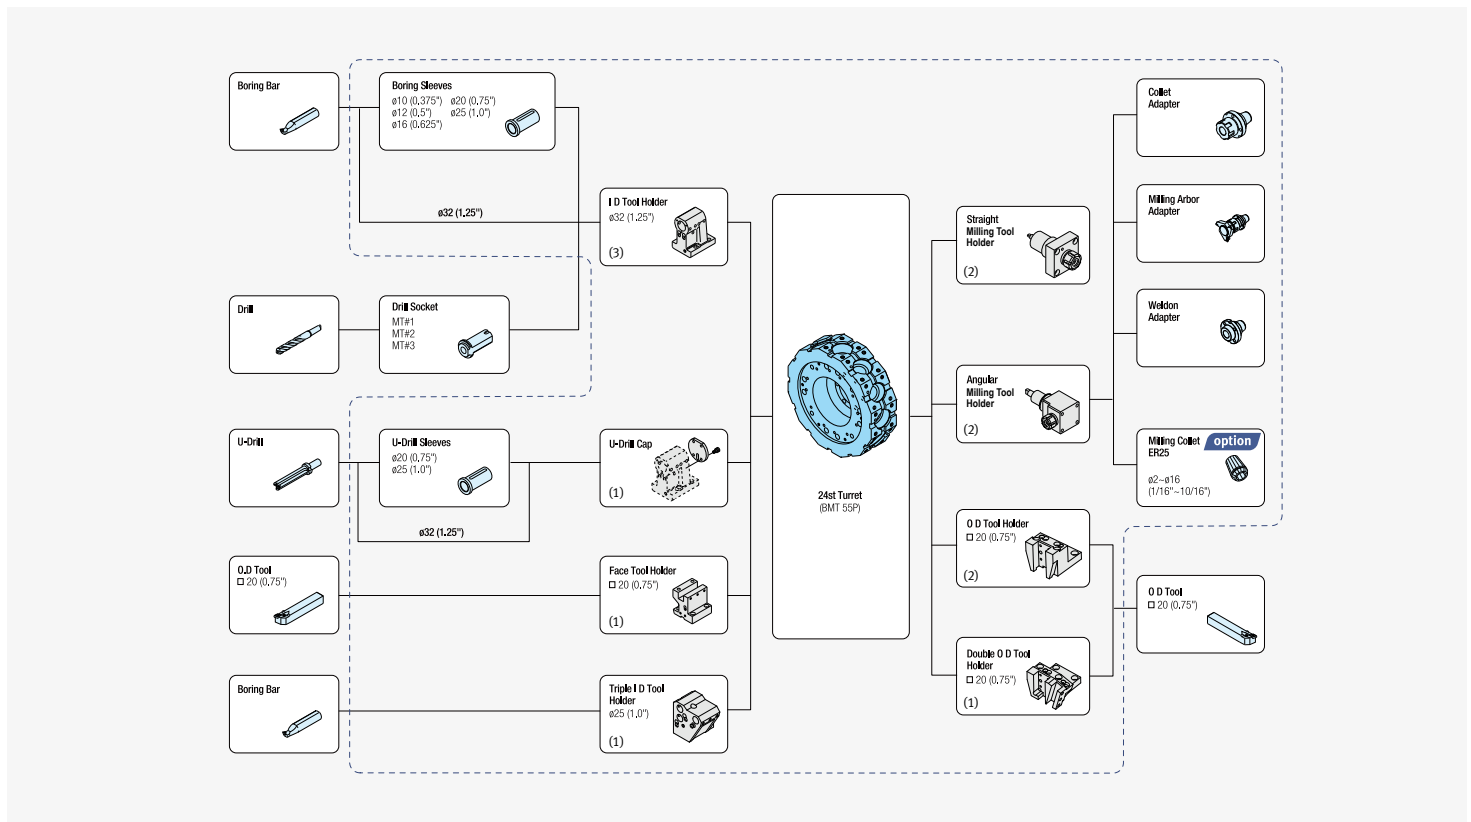 Boring Bar
Boring Sleeves
ø10 (0.375") ø20 (0.75")
ø12 (0.5") ø25 (1.0")
ø16 (0.625")
ø32 (1.25")
I D Tool Holder
ø32 (1.25")
(3)
Drill
Drill Socket
MT#1
MT#2
MT#3
U-Drill
U-Drill Sleeves
ø20 (0.75")
ø25 (1.0")
ø32 (1.25")
U-Drill Cap
(1)
O.D Tool
□ 20 (0.75")
Face Tool Holder
□ 20 (0.75")
(1)
Boring Bar
Triple I D Tool
Holder
ø25 (1.0")
(1)
24st Turret
(BMT 55P)
Straight
Milling Tool
Holder
(2)
Angular
Milling Tool
Holder
(2)
O D Tool Holder
□ 20 (0.75")
(2)
Double O D Tool
Holder
□ 20 (0.75")
(1)
Collet
Adapter
Milling Arbor
Adapter
Weldon
Adapter
Milling Collet option
ER25
ø2~ø16
(1/16"~10/16")
O D Tool
□ 20 (0.75")